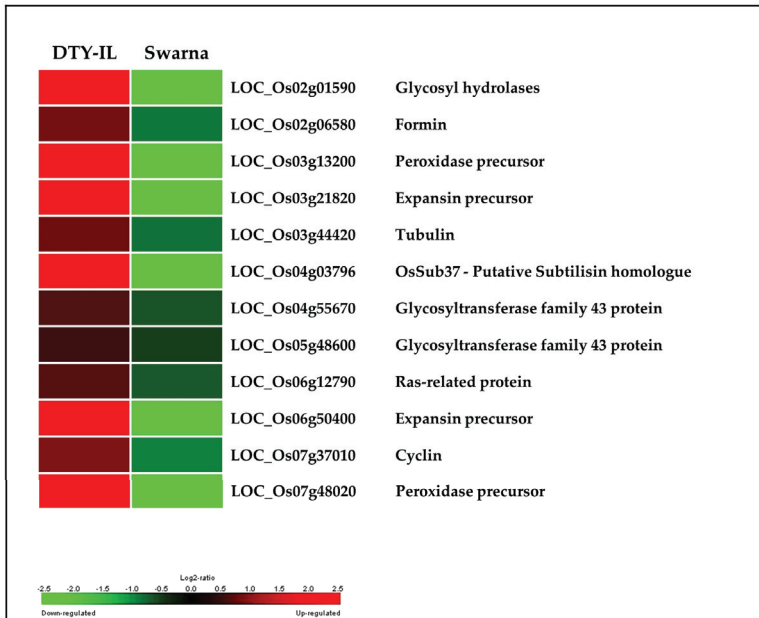 DTY-IL Swarna
LOC_Os02g01590 Glycosyl hydrolases
LOC_Os02g06580 Formin
LOC_Os03g13200 Peroxidase precursor
LOC_Os03g21820 Expansin precursor
LOC_Os03g44420 Tubulin
LOC_Os04g03796 OsSub37 - Putative Subtilisin homologue
LOC_Os04g55670 Glycosyltransferase family 43 protein
LOC_Os05g48600 Glycosyltransferase family 43 protein
LOC_Os06g12790 Ras-related protein
LOC_Os06g50400 Expansin precursor
LOC_Os07g37010 Cyclin
LOC_Os07g48020 Peroxidase precursor
Log2-ratio
-2.5 -2.0 -1.5 -1.0 -0.5 0.0 0.5 1.0 1.5 2.0 2.5
Down-regulated Up-regulated